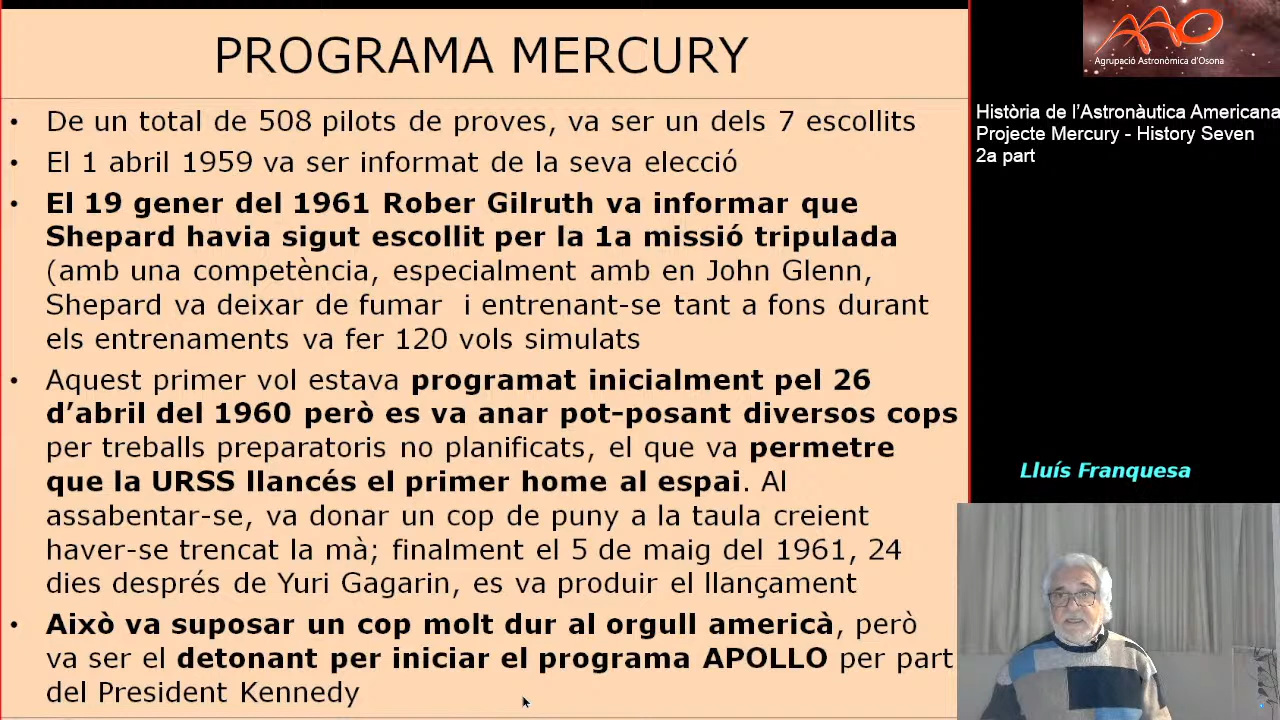 PROGRAMA MERCURY
• De un total de 508 pilots de proves, va ser un dels 7 escollits
• El 1 abril 1959 va ser informat de la seva elecció
• El 19 gener del 1961 Rober Gilruth va informar que
Shepard havia sigut escollit per la 1a missió tripulada
(amb una competència, especialment amb en John Glenn,
Shepard va deixar de fumar i entrenant-se tant a fons durant
els entrenaments va fer 120 vols simulats
• Aquest primer vol estava programat inicialment pel 26
d’abril del 1960 però es va anar pot-posant diversos cops
per treballs preparatoris no planificats, el que va permetre
que la URSS llancés el primer home al espai. Al
assabentar-se, va donar un cop de puny a la taula creient
haver-se trencat la mà; finalment el 5 de maig del 1961, 24
dies després de Yuri Gagarin, es va produir el llançament
• Això va suposar un cop molt dur al orgull americà, però
va ser el detonant per iniciar el programa APOLLO per part
del President Kennedy
AAO
Agrupació Astronòmica d'Osona
Història de l’Astronàutica Americana
Projecte Mercury - History Seven
2a part
Lluís Franquesa